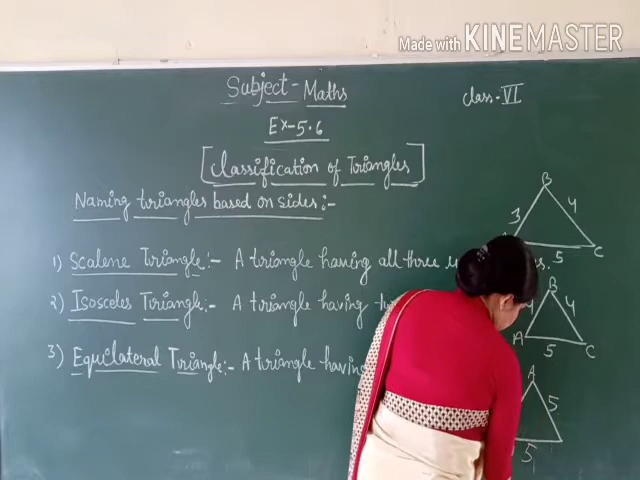 Made with KINEMASTER
Subject - Maths
Class - VI
Ex-5.6
[Classification of Triangles]
Naming triangles based on sides:-
1) Scalene Triangle:- A triangle having all three
2) Isosceles Triangle:- A triangle having
3) Equilateral Triangle:- A triangle having
B
3
4
5
C
B
4
A
5
C
A
5
5